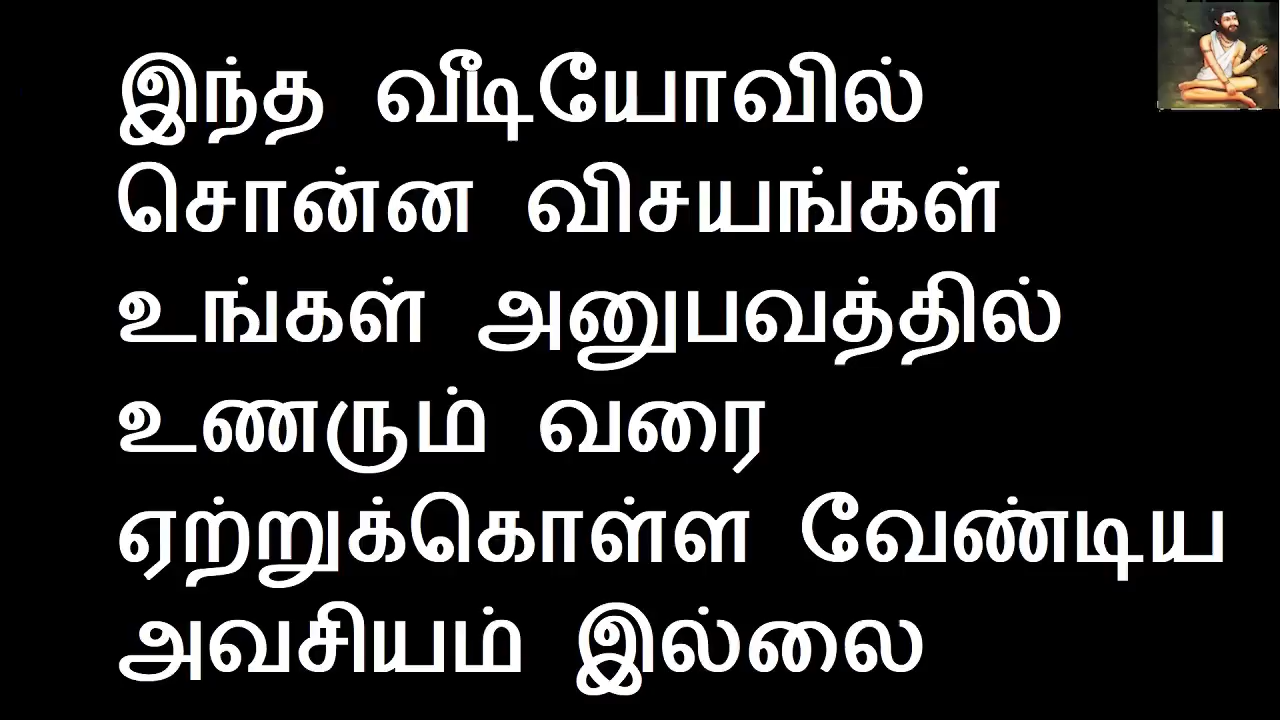 இந்த வீடியோவில்
சொன்ன விசயங்கள்
உங்கள் அனுபவத்தில்
உணரும் வரை
ஏற்றுக்கொள்ள வேண்டிய
அவசியம் இல்லை